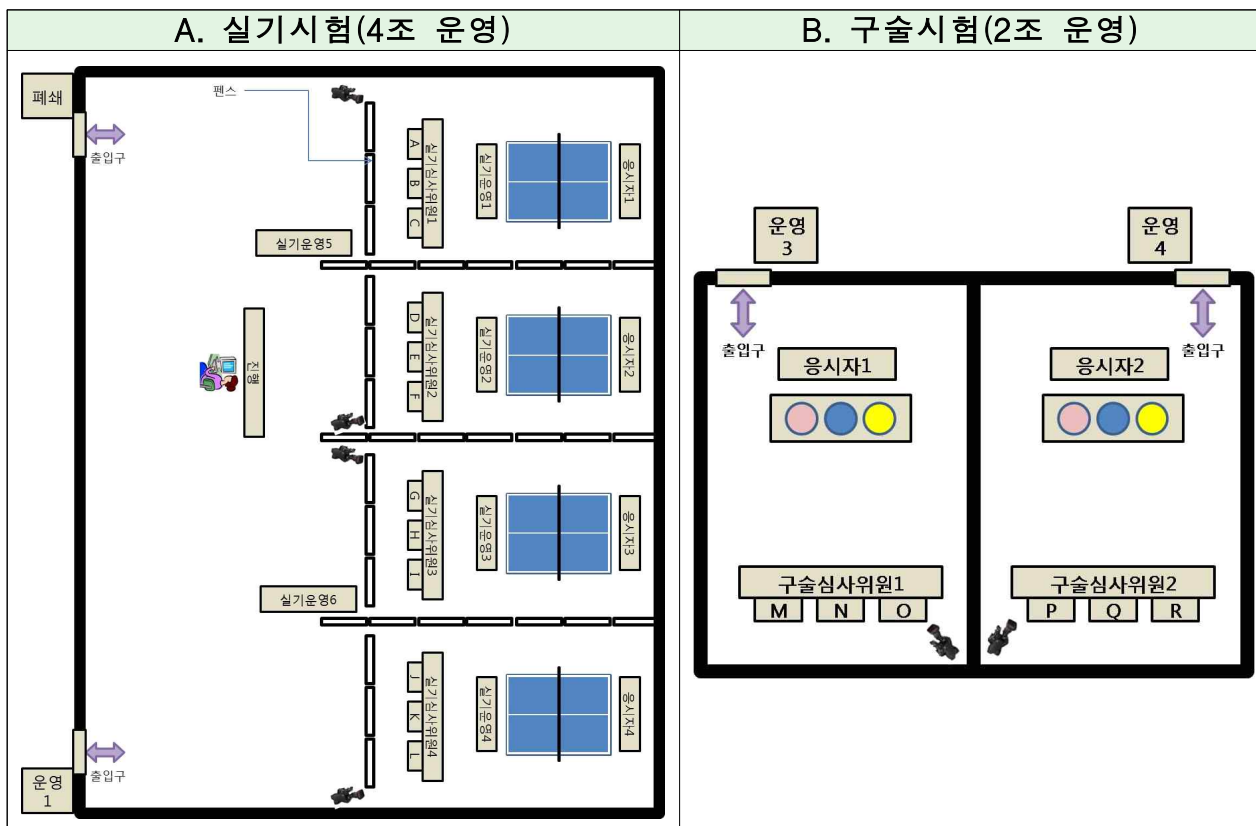 A. 실기시험(4조 운영)
B. 구술시험(2조 운영)
폐쇄
출입구
펜스
실기심사위원1
A
B
C
실기운영1
응시자1
실기운영5
실기심사위원2
D
E
F
실기운영2
응시자2
진행
실기심사위원3
G
H
I
실기운영3
응시자3
실기운영6
실기심사위원4
J
K
L
실기운영4
응시자4
출입구
운영
1
운영
3
운영
4
출입구
출입구
응시자1
응시자2
구술심사위원1
M N O
구술심사위원2
P Q R